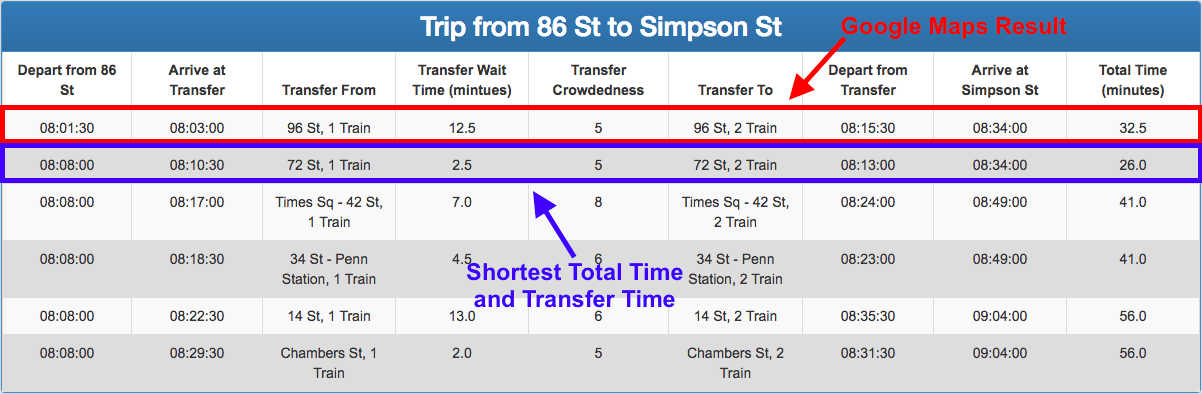 Trip from 86 St to Simpson St
Google Maps Result
Depart from 86 St | Arrive at Transfer | Transfer From | Transfer Wait Time (mintues) | Transfer Crowdedness | Transfer To | Depart from Transfer | Arrive at Simpson St | Total Time (minutes)
08:01:30 | 08:03:00 | 96 St, 1 Train | 12.5 | 5 | 96 St, 2 Train | 08:15:30 | 08:34:00 | 32.5
08:08:00 | 08:10:30 | 72 St, 1 Train | 2.5 | 5 | 72 St, 2 Train | 08:13:00 | 08:34:00 | 26.0
08:08:00 | 08:17:00 | Times Sq - 42 St, 1 Train | 7.0 | 8 | Times Sq - 42 St, 2 Train | 08:24:00 | 08:49:00 | 41.0
08:08:00 | 08:18:30 | 34 St - Penn Station, 1 Train | 4.5 | 6 | 34 St - Penn Station, 2 Train | 08:23:00 | 08:49:00 | 41.0
Shortest Total Time
and Transfer Time
08:08:00 | 08:22:30 | 14 St, 1 Train | 13.0 | 6 | 14 St, 2 Train | 08:35:30 | 09:04:00 | 56.0
08:08:00 | 08:29:30 | Chambers St, 1 Train | 2.0 | 5 | Chambers St, 2 Train | 08:31:30 | 09:04:00 | 56.0